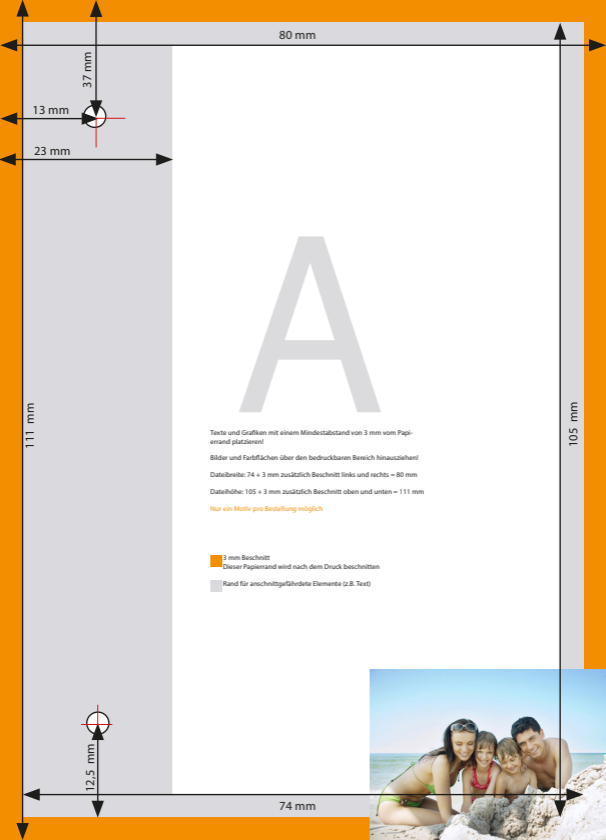 80 mm
37 mm
13 mm
23 mm
A
111 mm
105 mm
Texte und Grafiken mit einem Mindestabstand von 3 mm vom Papi-
errand platzieren!
Bilder und Farbflächen über den bedruckbaren Bereich hinausziehen!
Dateibreite: 74 + 3 mm zusätzlich Beschnitt links und rechts = 80 mm
Dateihöhe: 105 + 3 mm zusätzlich Beschnitt oben und unten = 111 mm
Nur ein Motiv pro Bestellung möglich
3 mm Beschnitt
Dieser Papierrand wird nach dem Druck beschnitten
Rand für anschnittgefährdete Elemente (z.B. Text)
12,5 mm
74 mm